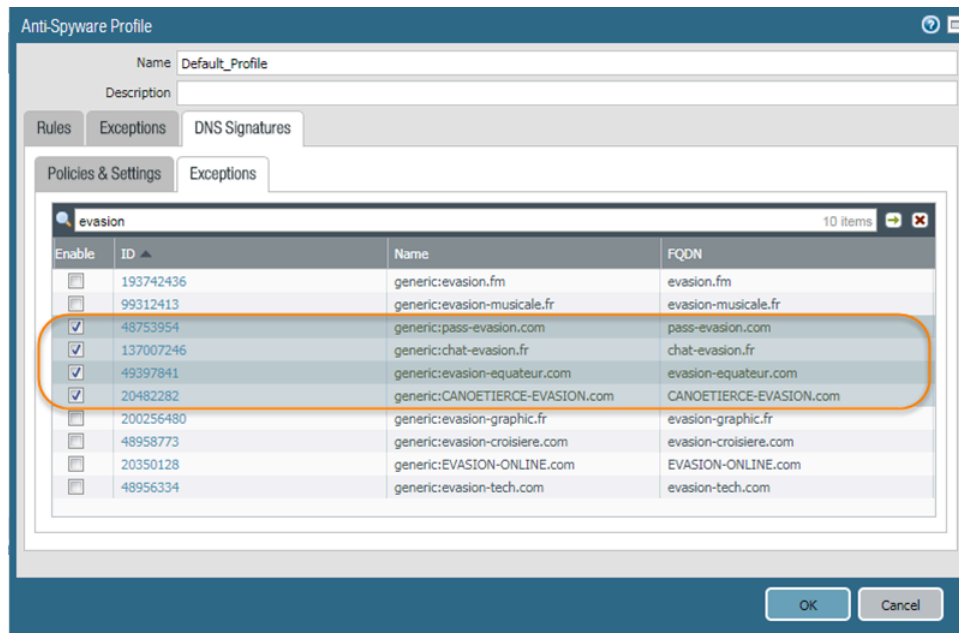 Anti-Spyware Profile
Name Default_Profile
Description
Rules Exceptions DNS Signatures
Policies & Settings Exceptions
evasion 10 items
Enable ID Name FQDN
193742436 generic:evasion.fm evasion.fm
99312413 generic:evasion-musicale.fr evasion-musicale.fr
48753954 generic:pass-evasion.com pass-evasion.com
137007246 generic:chat-evasion.fr chat-evasion.fr
49397841 generic:evasion-equateur.com evasion-equateur.com
20482282 generic:CANOETIERCE-EVASION.com CANOETIERCE-EVASION.com
200256480 generic:evasion-graphic.fr evasion-graphic.fr
48958773 generic:evasion-croisiere.com evasion-croisiere.com
20350128 generic:EVASION-ONLINE.com EVASION-ONLINE.com
48956334 generic:evasion-tech.com evasion-tech.com
OK Cancel